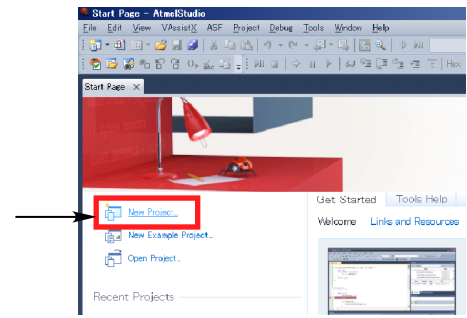 Start Page - AtmelStudio
File Edit View VAssistX ASF Project Debug Tools Window Help
Hex
Start Page
New Project...
New Example Project...
Open Project...
Recent Projects
Get Started Tools Help
Welcome Links and Resources